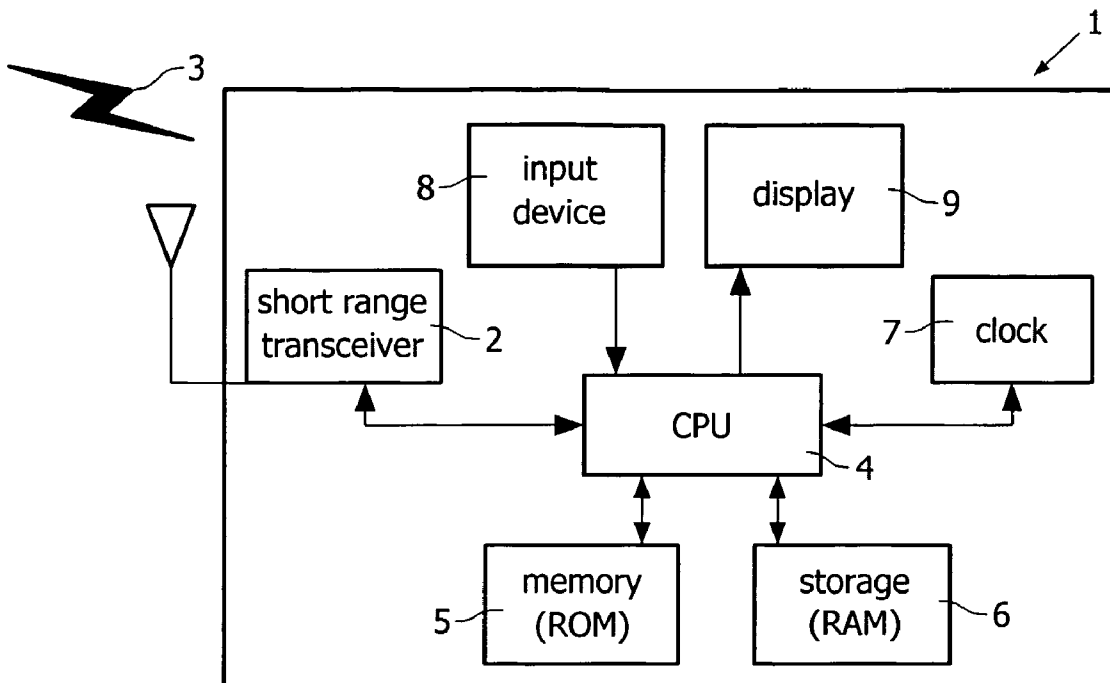 1
3
input
device
8
display
9
short range
transceiver
2
7
clock
CPU
4
memory
(ROM)
5
storage
(RAM)
6